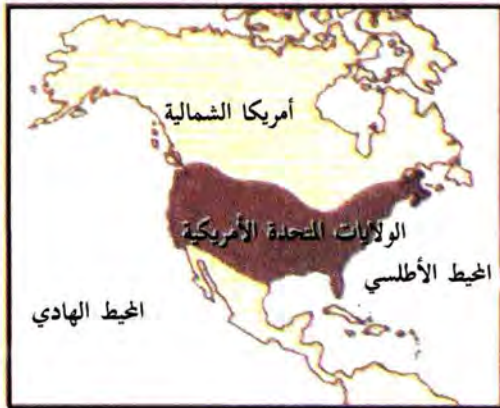 أمريكا الشمالية
الولايات المتحدة الأمريكية
المحيط الأطلسي
المحيط الهادي